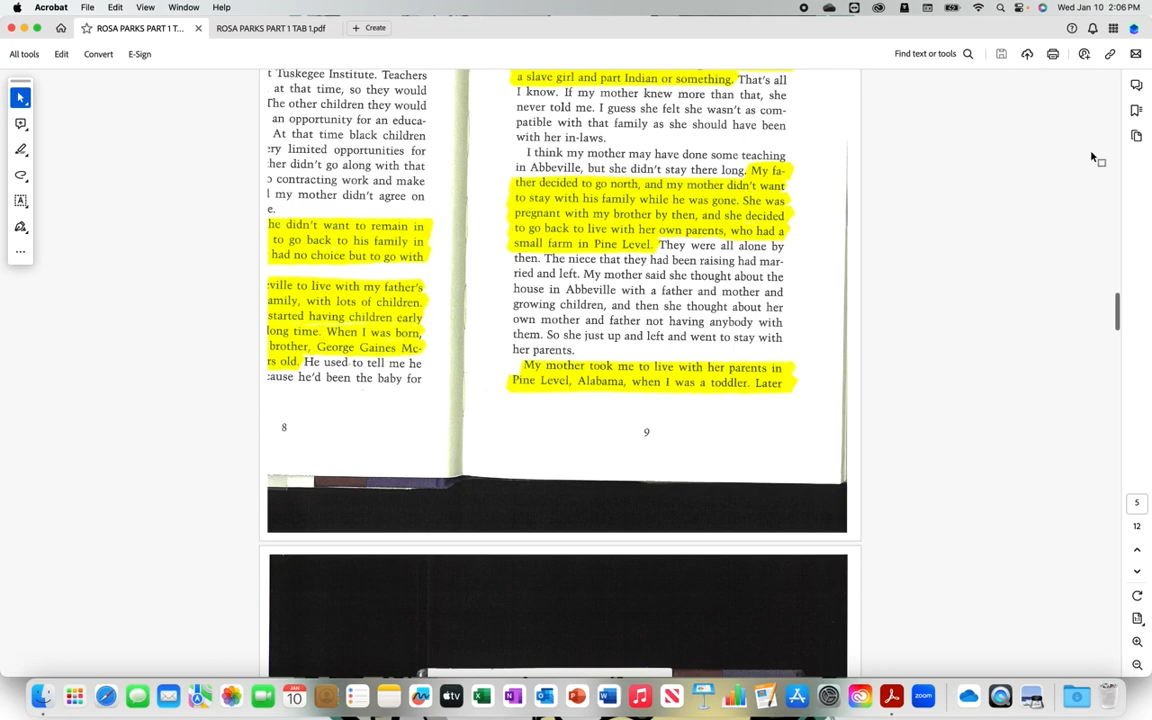 Acrobat File Edit View Window Help
Wed Jan 10 2:06 PM
ROSA PARKS PART 1 T...
ROSA PARKS PART 1 TAB 1.pdf
+ Create
All tools Edit Convert E-Sign
Find text or tools
t Tuskegee Institute. Teachers
at that time, so they would
The other children they would
an opportunity for an educa-
At that time black children
ery limited opportunities for
her didn't go along with that
o contracting work and make
l my mother didn't agree on
e.
he didn't want to remain in
to go back to his family in
had no choice but to go with
eville to live with my father's
amily, with lots of children.
started having children early
long time. When I was born,
brother, George Gaines Mc-
rs old. He used to tell me he
cause he'd been the baby for
8
a slave girl and part Indian or something. That's all
I know. If my mother knew more than that, she
never told me. I guess she felt she wasn't as com-
patible with that family as she should have been
with her in-laws.
I think my mother may have done some teaching
in Abbeville, but she didn't stay there long. My fa-
ther decided to go north, and my mother didn't want
to stay with his family while he was gone. She was
pregnant with my brother by then, and she decided
to go back to live with her own parents, who had a
small farm in Pine Level. They were all alone by
then. The niece that they had been raising had mar-
ried and left. My mother said she thought about the
house in Abbeville with a father and mother and
growing children, and then she thought about her
own mother and father not having anybody with
them. So she just up and left and went to stay with
her parents.
My mother took me to live with her parents in
Pine Level, Alabama, when I was a toddler. Later
9
5
12
JAN
10
tv
zoom